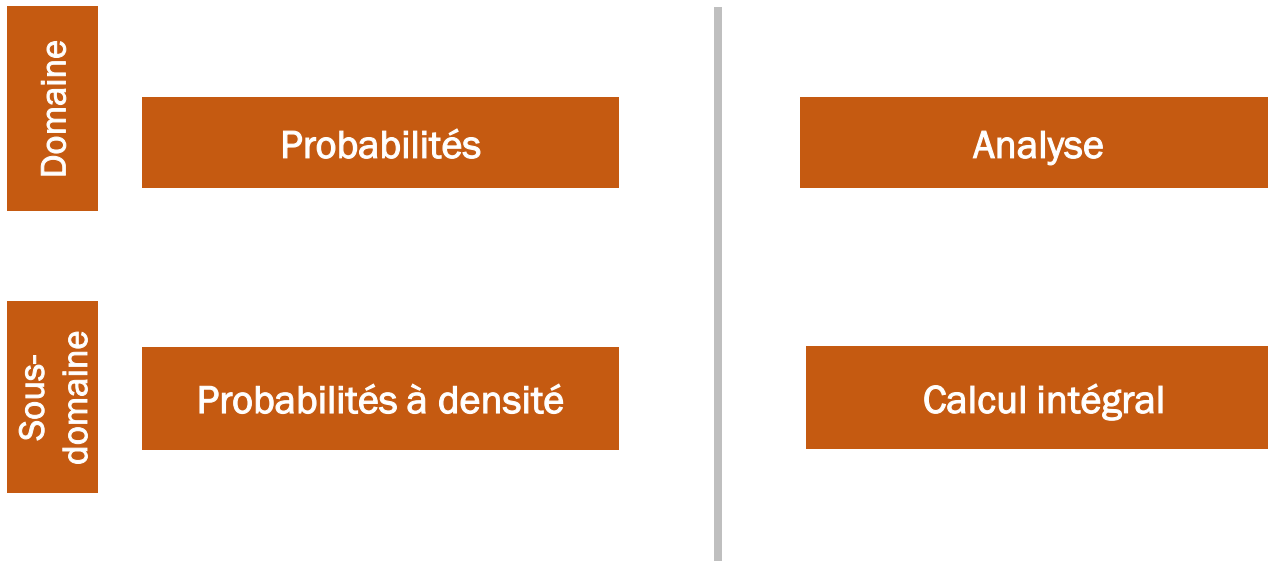 Domaine
Probabilités
Analyse
Sous-
domaine
Probabilités à densité
Calcul intégral